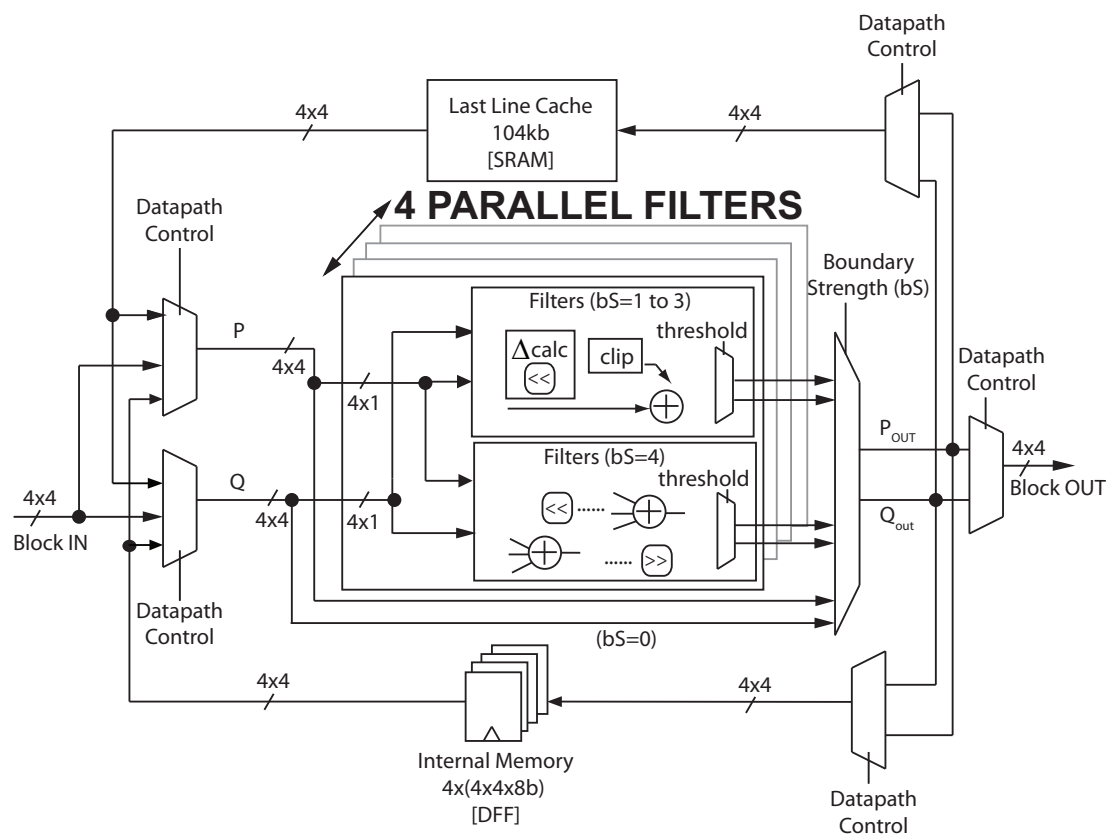 Datapath
Control
4x4
Last Line Cache
104kb
[SRAM]
4x4
4 PARALLEL FILTERS
Datapath
Control
Boundary
Strength (bS)
Filters (bS=1 to 3)
threshold
Δcalc
<<
clip
P
4x4
4x1
Datapath
Control
Filters (bS=4)
threshold
<<
......
......
>>
P OUT
4x4
Block OUT
Q out
Q
4x4
4x1
4x4
Block IN
Datapath
Control
(bS=0)
4x4
4x4
Internal Memory
4x(4x4x8b)
[DFF]
Datapath
Control